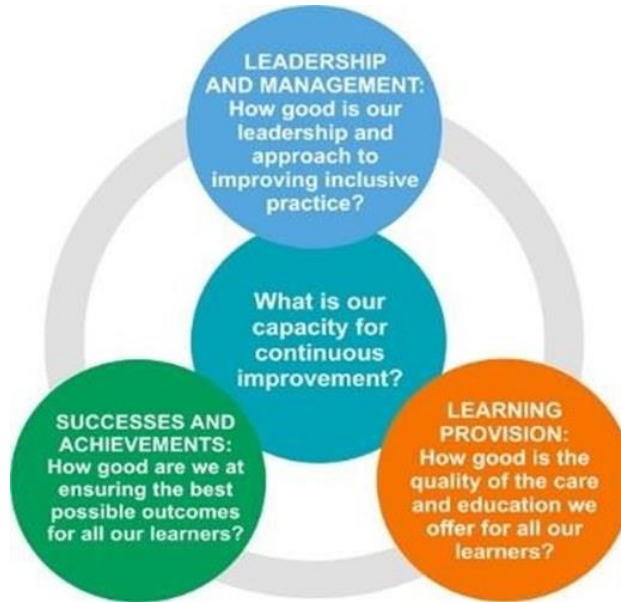 LEADERSHIP
AND MANAGEMENT:
How good is our
leadership and
approach to
improving inclusive
practice?
What is our
capacity for
continuous
improvement?
SUCCESSES AND
ACHIEVEMENTS:
How good are we at
ensuring the best
possible outcomes
for all our learners?
LEARNING
PROVISION:
How good is the
quality of the care
and education we
offer for all our
learners?